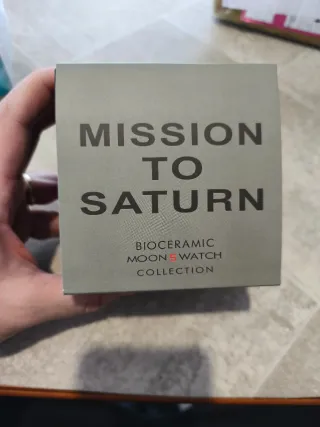 MISSION
TO
SATURN
BIOCERAMIC
MOONSWATCH
COLLECTION